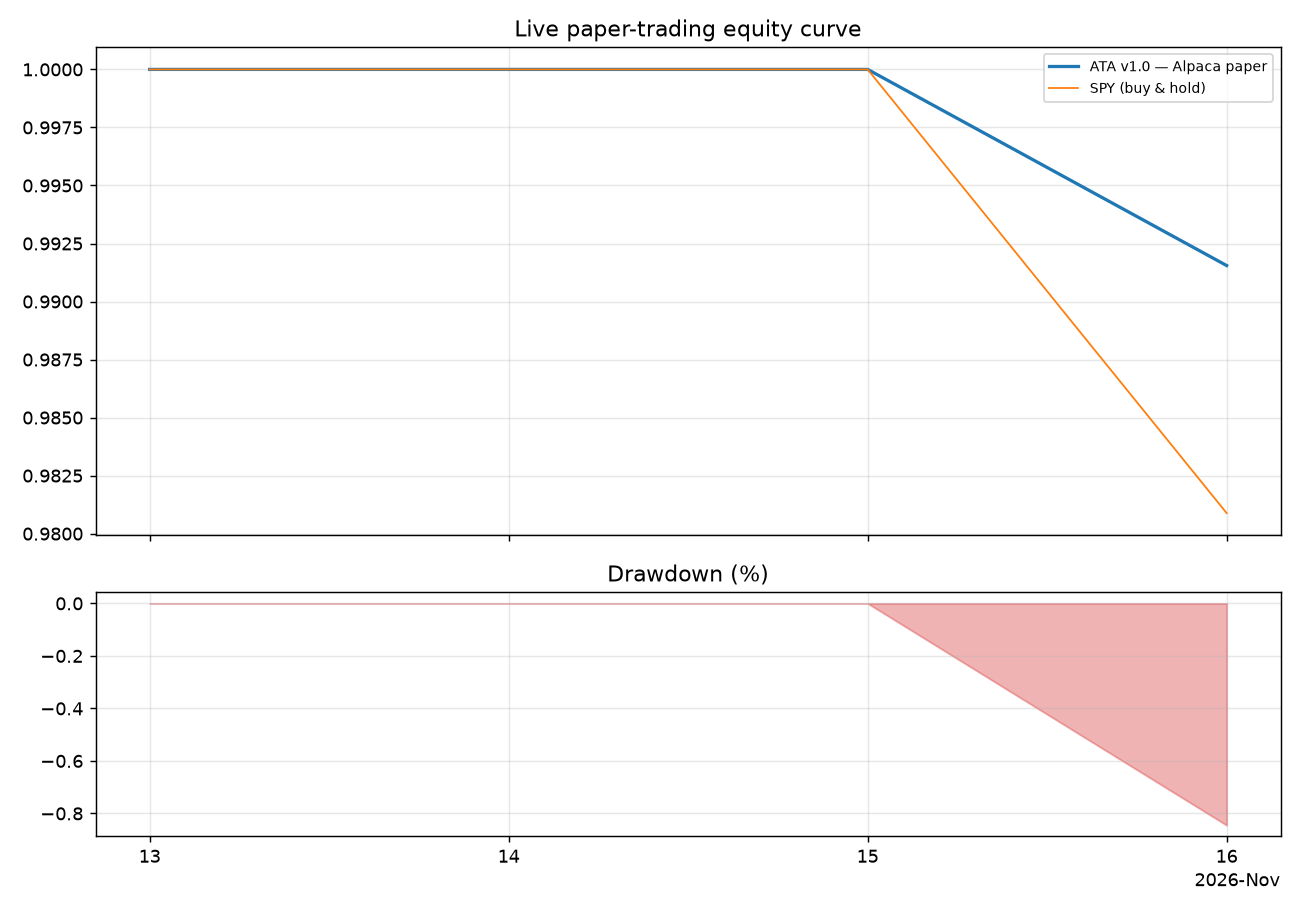 Live paper-trading equity curve
1.0000
0.9975
0.9950
0.9925
0.9900
0.9875
0.9850
0.9825
0.9800
ATA v1.0 — Alpaca paper
SPY (buy & hold)
Drawdown (%)
0.0
−0.2
−0.4
−0.6
−0.8
13 14 15 16
2026-Nov